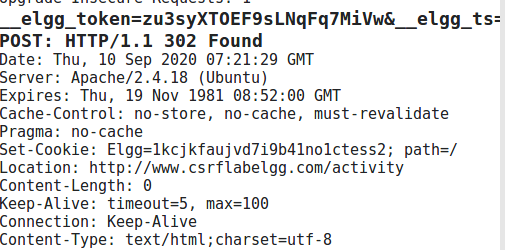 Upgrade-Insecure-Requests: 1
__elgg_token=zu3syXTOEF9sLNqFq7MiVw&__elgg_ts=
POST: HTTP/1.1 302 Found
Date: Thu, 10 Sep 2020 07:21:29 GMT
Server: Apache/2.4.18 (Ubuntu)
Expires: Thu, 19 Nov 1981 08:52:00 GMT
Cache-Control: no-store, no-cache, must-revalidate
Pragma: no-cache
Set-Cookie: Elgg=1kcjkfaujvd7i9b41no1ctess2; path=/
Location: http://www.csrflabelgg.com/activity
Content-Length: 0
Keep-Alive: timeout=5, max=100
Connection: Keep-Alive
Content-Type: text/html;charset=utf-8